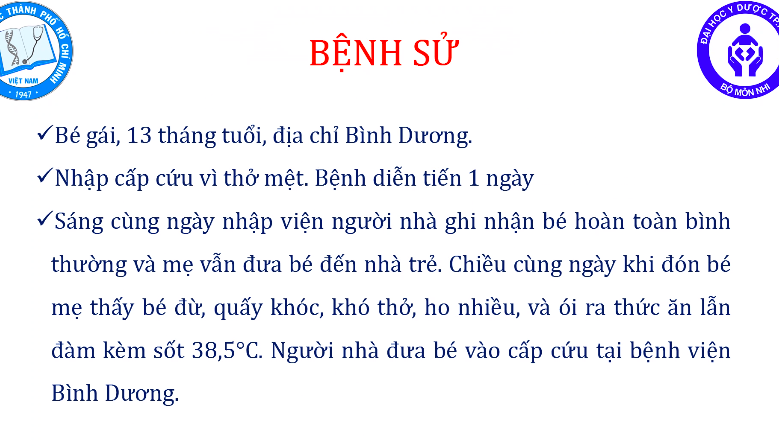 BỆNH SỬ
C THÀNH PHỐ HỒ CHÍ MINH
VIỆT NAM
1947
ĐẠI HỌC Y DƯỢC TP
BỘ MÔN NHI
✓Bé gái, 13 tháng tuổi, địa chỉ Bình Dương.
✓Nhập cấp cứu vì thở mệt. Bệnh diễn tiến 1 ngày
✓Sáng cùng ngày nhập viện người nhà ghi nhận bé hoàn toàn bình
thường và mẹ vẫn đưa bé đến nhà trẻ. Chiều cùng ngày khi đón bé
mẹ thấy bé đừ, quấy khóc, khó thở, ho nhiều, và ói ra thức ăn lẫn
đàm kèm sốt 38,5°C. Người nhà đưa bé vào cấp cứu tại bệnh viện
Bình Dương.